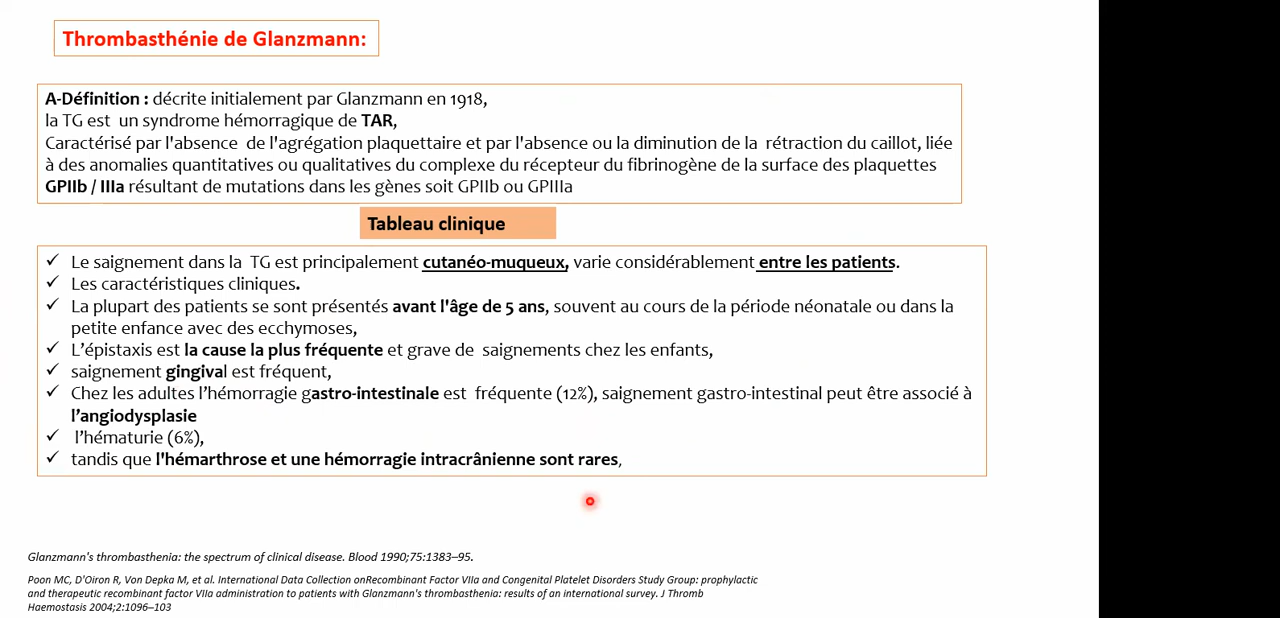 Thrombasthénie de Glanzmann:
A-Définition : décrite initialement par Glanzmann en 1918,
la TG est un syndrome hémorragique de TAR,
Caractérisé par l'absence de l'agrégation plaquettaire et par l'absence ou la diminution de la rétraction du caillot, liée
à des anomalies quantitatives ou qualitatives du complexe du récepteur du fibrinogène de la surface des plaquettes
GPIIb / IIIa résultant de mutations dans les gènes soit GPIIb ou GPIIIa
Tableau clinique
✓ Le saignement dans la TG est principalement cutanéo-muqueux, varie considérablement entre les patients.
✓ Les caractéristiques cliniques.
✓ La plupart des patients se sont présentés avant l'âge de 5 ans, souvent au cours de la période néonatale ou dans la
petite enfance avec des ecchymoses,
✓ L'épistaxis est la cause la plus fréquente et grave de saignements chez les enfants,
✓ saignement gingival est fréquent,
✓ Chez les adultes l'hémorragie gastro-intestinale est fréquente (12%), saignement gastro-intestinal peut être associé à
l'angiodysplasie
✓ l'hématurie (6%),
✓ tandis que l'hémarthrose et une hémorragie intracrânienne sont rares,
Glanzmann's thrombasthenia: the spectrum of clinical disease. Blood 1990;75:1383–95.
Poon MC, D'Oiron R, Von Depka M, et al. International Data Collection onRecombinant Factor VIIa and Congenital Platelet Disorders Study Group: prophylactic
and therapeutic recombinant factor VIIa administration to patients with Glanzmann's thrombasthenia: results of an international survey. J Thromb
Haemostasis 2004;2:1096–103